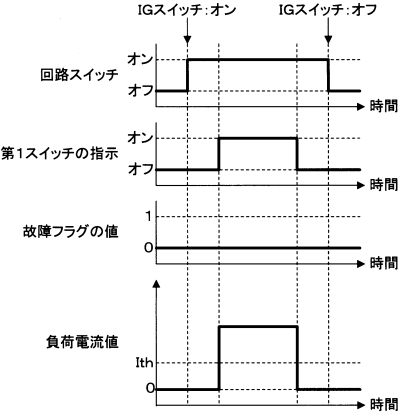 IGスイッチ：オン
IGスイッチ：オフ
回路スイッチ
オン
オフ
時間
第1スイッチの指示
オン
オフ
時間
故障フラグの値
1
0
時間
負荷電流値
Ith
0
時間